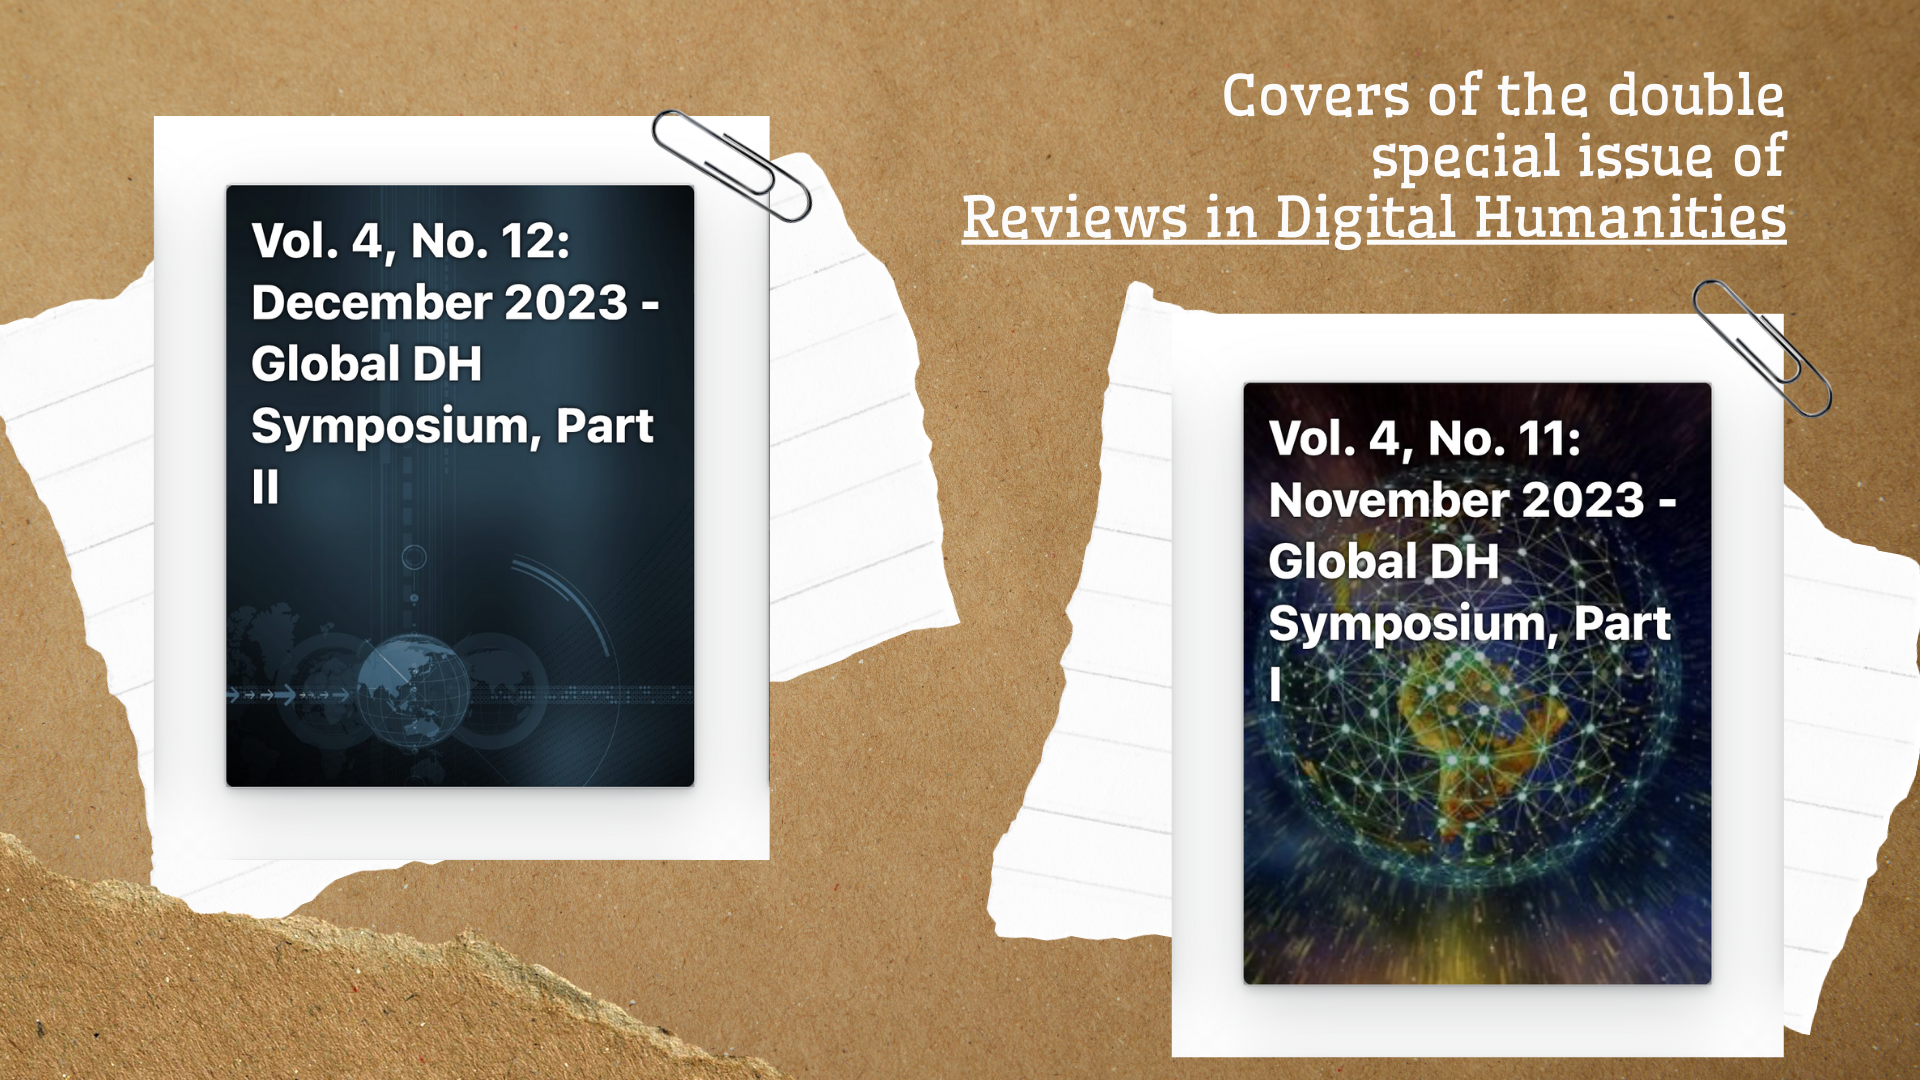 Covers of the double
special issue of
Reviews in Digital Humanities
Vol. 4, No. 12:
December 2023 -
Global DH
Symposium, Part
II
Vol. 4, No. 11:
November 2023 -
Global DH
Symposium, Part
I